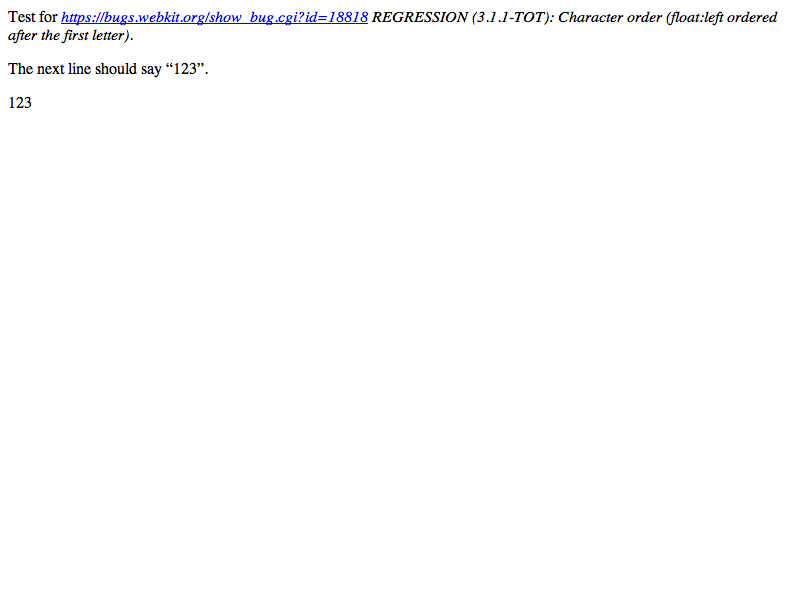 Test for https://bugs.webkit.org/show_bug.cgi?id=18818 REGRESSION (3.1.1-TOT): Character order (float:left ordered
after the first letter).
The next line should say “123”.
123